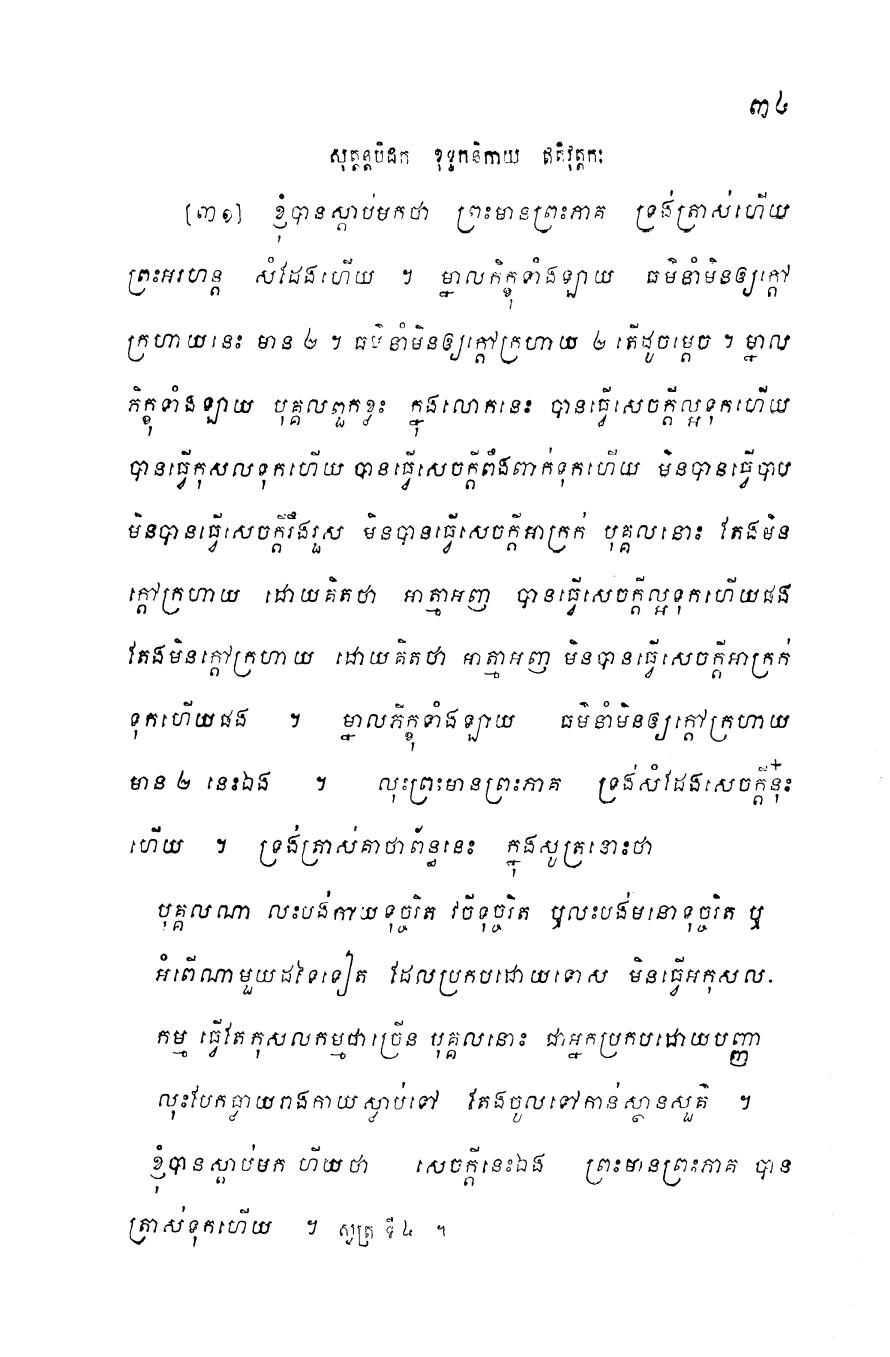 ៣៤
សុត្តន្តបិដក ខុទ្ទកនិកាយ ឥតិវុត្តកៈ
[៣១] ខ្ញុំបានស្តាប់មកថា ព្រះមានព្រះភាគ ទ្រង់ត្រាស់ហើយ
ព្រះអរហន្ត សំដែងហើយ ។ ម្នាលភិក្ខុទាំងឡាយ ធម៌នាំមិនឲ្យក្តៅ
ក្រហាយនេះ មាន ២ ។ ធម៌នាំមិនឲ្យក្តៅក្រហាយ ២ តើដូចម្តេច ។ ម្នាល
ភិក្ខុទាំងឡាយ បុគ្គលពួកខ្លះ ក្នុងលោកនេះ បានធ្វើសេចក្តីល្អទុកហើយ
បានធ្វើកុសលទុកហើយ បានធ្វើសេចក្តីពឹងពាក់ទុកហើយ មិនបានធ្វើបាប
មិនបានធ្វើសេចក្តីរឹងរួស មិនបានធ្វើសេចក្តីអាក្រក់ បុគ្គលនោះ តែងមិន
ក្តៅក្រហាយ ដោយគិតថា អាត្មាអញ បានធ្វើសេចក្តីល្អទុកហើយផង
តែងមិនក្តៅក្រហាយ ដោយគិតថា អាត្មាអញ មិនបានធ្វើសេចក្តីអាក្រក់
ទុកហើយផង ។ ម្នាលភិក្ខុទាំងឡាយ ធម៌នាំមិនឲ្យក្តៅក្រហាយ
មាន ២ នេះឯង ។ លុះព្រះមានព្រះភាគ ទ្រង់សំដែងសេចក្តីនុ៎ះ
ហើយ ។ ទ្រង់ត្រាស់គាថាព័ន្ធនេះ ក្នុងសូត្រនោះថា
បុគ្គលណា លះបង់កាយទុច្ចរិត វចីទុច្ចរិត ឬលះបង់មនោទុច្ចរិត ឬ
អំពើណាមួយដទៃទៀត ដែលប្រកបដោយទោស មិនធ្វើអកុសល-
កម្ម ធ្វើតែកុសលកម្មជាច្រើន បុគ្គលនោះ ជាអ្នកប្រកបដោយបញ្ញា
លុះបែកធ្លាយរាងកាយស្លាប់ទៅ តែងចូលទៅកាន់ស្ថានសួគ៌ ។
ខ្ញុំបានស្តាប់មក ហើយថា សេចក្តីនេះឯង ព្រះមានព្រះភាគ បាន
ត្រាស់ទុកហើយ ។ សូត្រ ទី ៤ ។